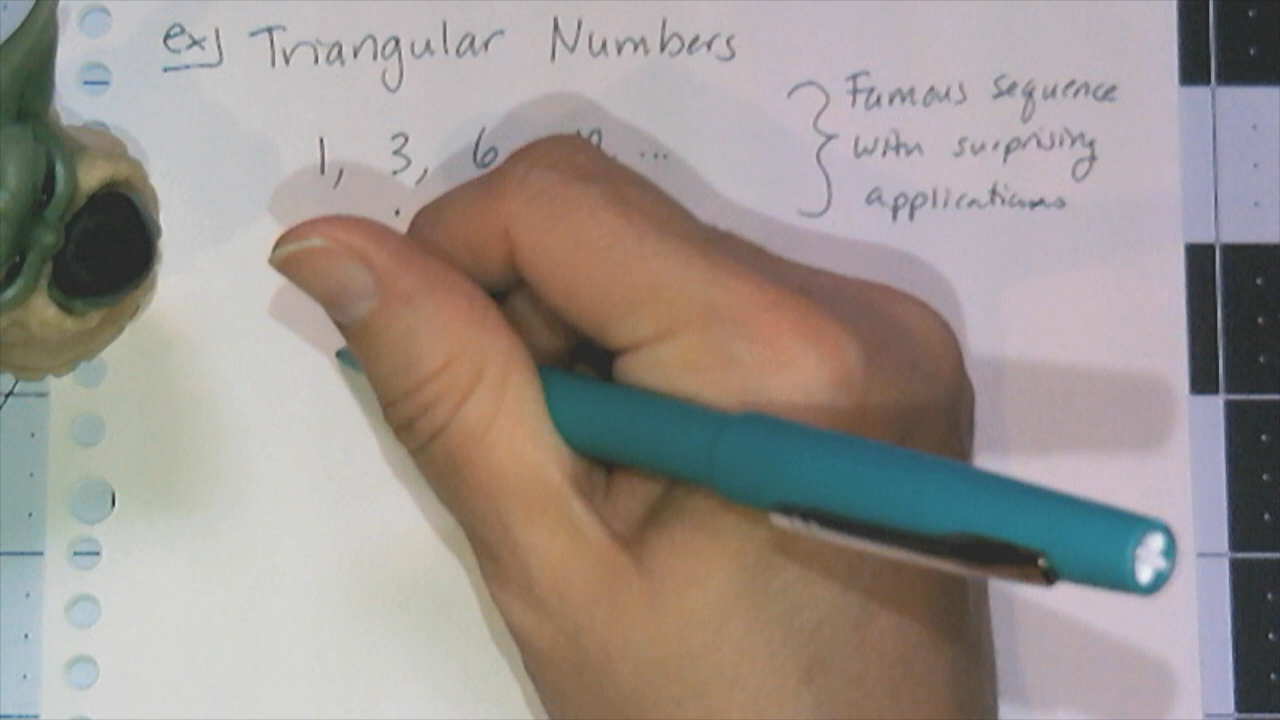 ex) Triangular Numbers
1, 3, 6 ...
Famous sequence
with surprising
applications